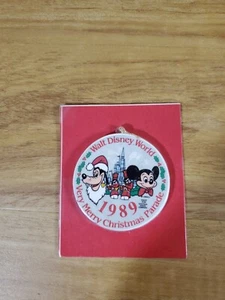 Walt Disney World
1989
Very Merry Christmas Parade